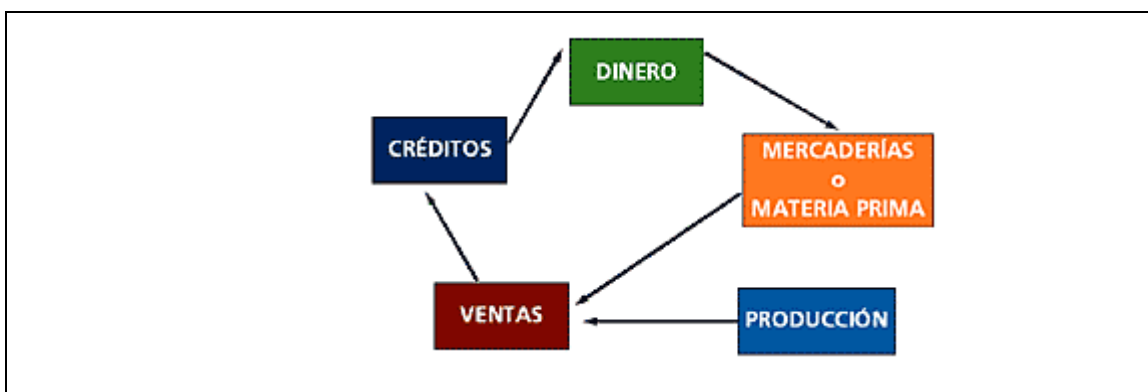 DINERO
CRÉDITOS
MERCADERÍAS
o
MATERIA PRIMA
VENTAS
PRODUCCIÓN